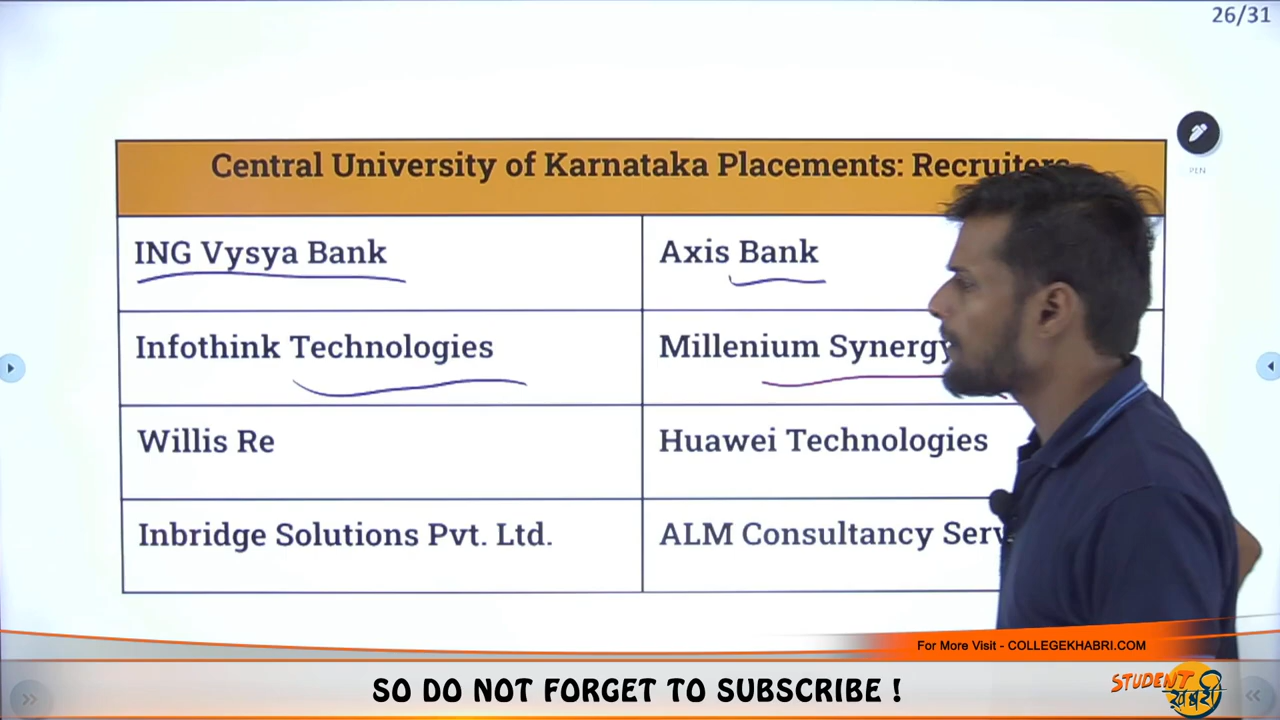 26/31
PEN
Central University of Karnataka Placements: Recruiters
ING Vysya Bank
Axis Bank
Infothink Technologies
Millenium Synergy
Willis Re
Huawei Technologies
Inbridge Solutions Pvt. Ltd.
ALM Consultancy
For More Visit - COLLEGEKHABRI.COM
SO DO NOT FORGET TO SUBSCRIBE !
STUDENT
खबरी